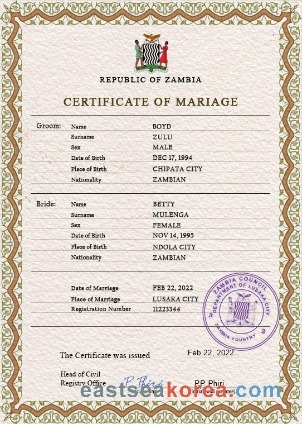 REPUBLIC OF ZAMBIA
CERTIFICATE OF MARIAGE
Groom: Name BOYD
Surname ZULU
Sex MALE
Date of Birth DEC 17, 1994
Place of Birth CHIPATA CITY
Nationality ZAMBIAN
Bride: Name BETTY
Surname MULENGA
Sex FEMALE
Date of Birth NOV 14, 1995
Place of Birth NDOLA CITY
Nationality ZAMBIAN
Date of Marriage FEB 22, 2022
Place of Marriage LUSAKA CITY
Registration Number 11223344
ZAMBIA COUNCIL
DEPARTMENT OF LUSAKA CITY
ZAMBIA COUNTRY
The Certificate was issued Feb 22, 2022
Head of Civil
Registry Office P.P Phiri PP Phiri
eastseakorea.com